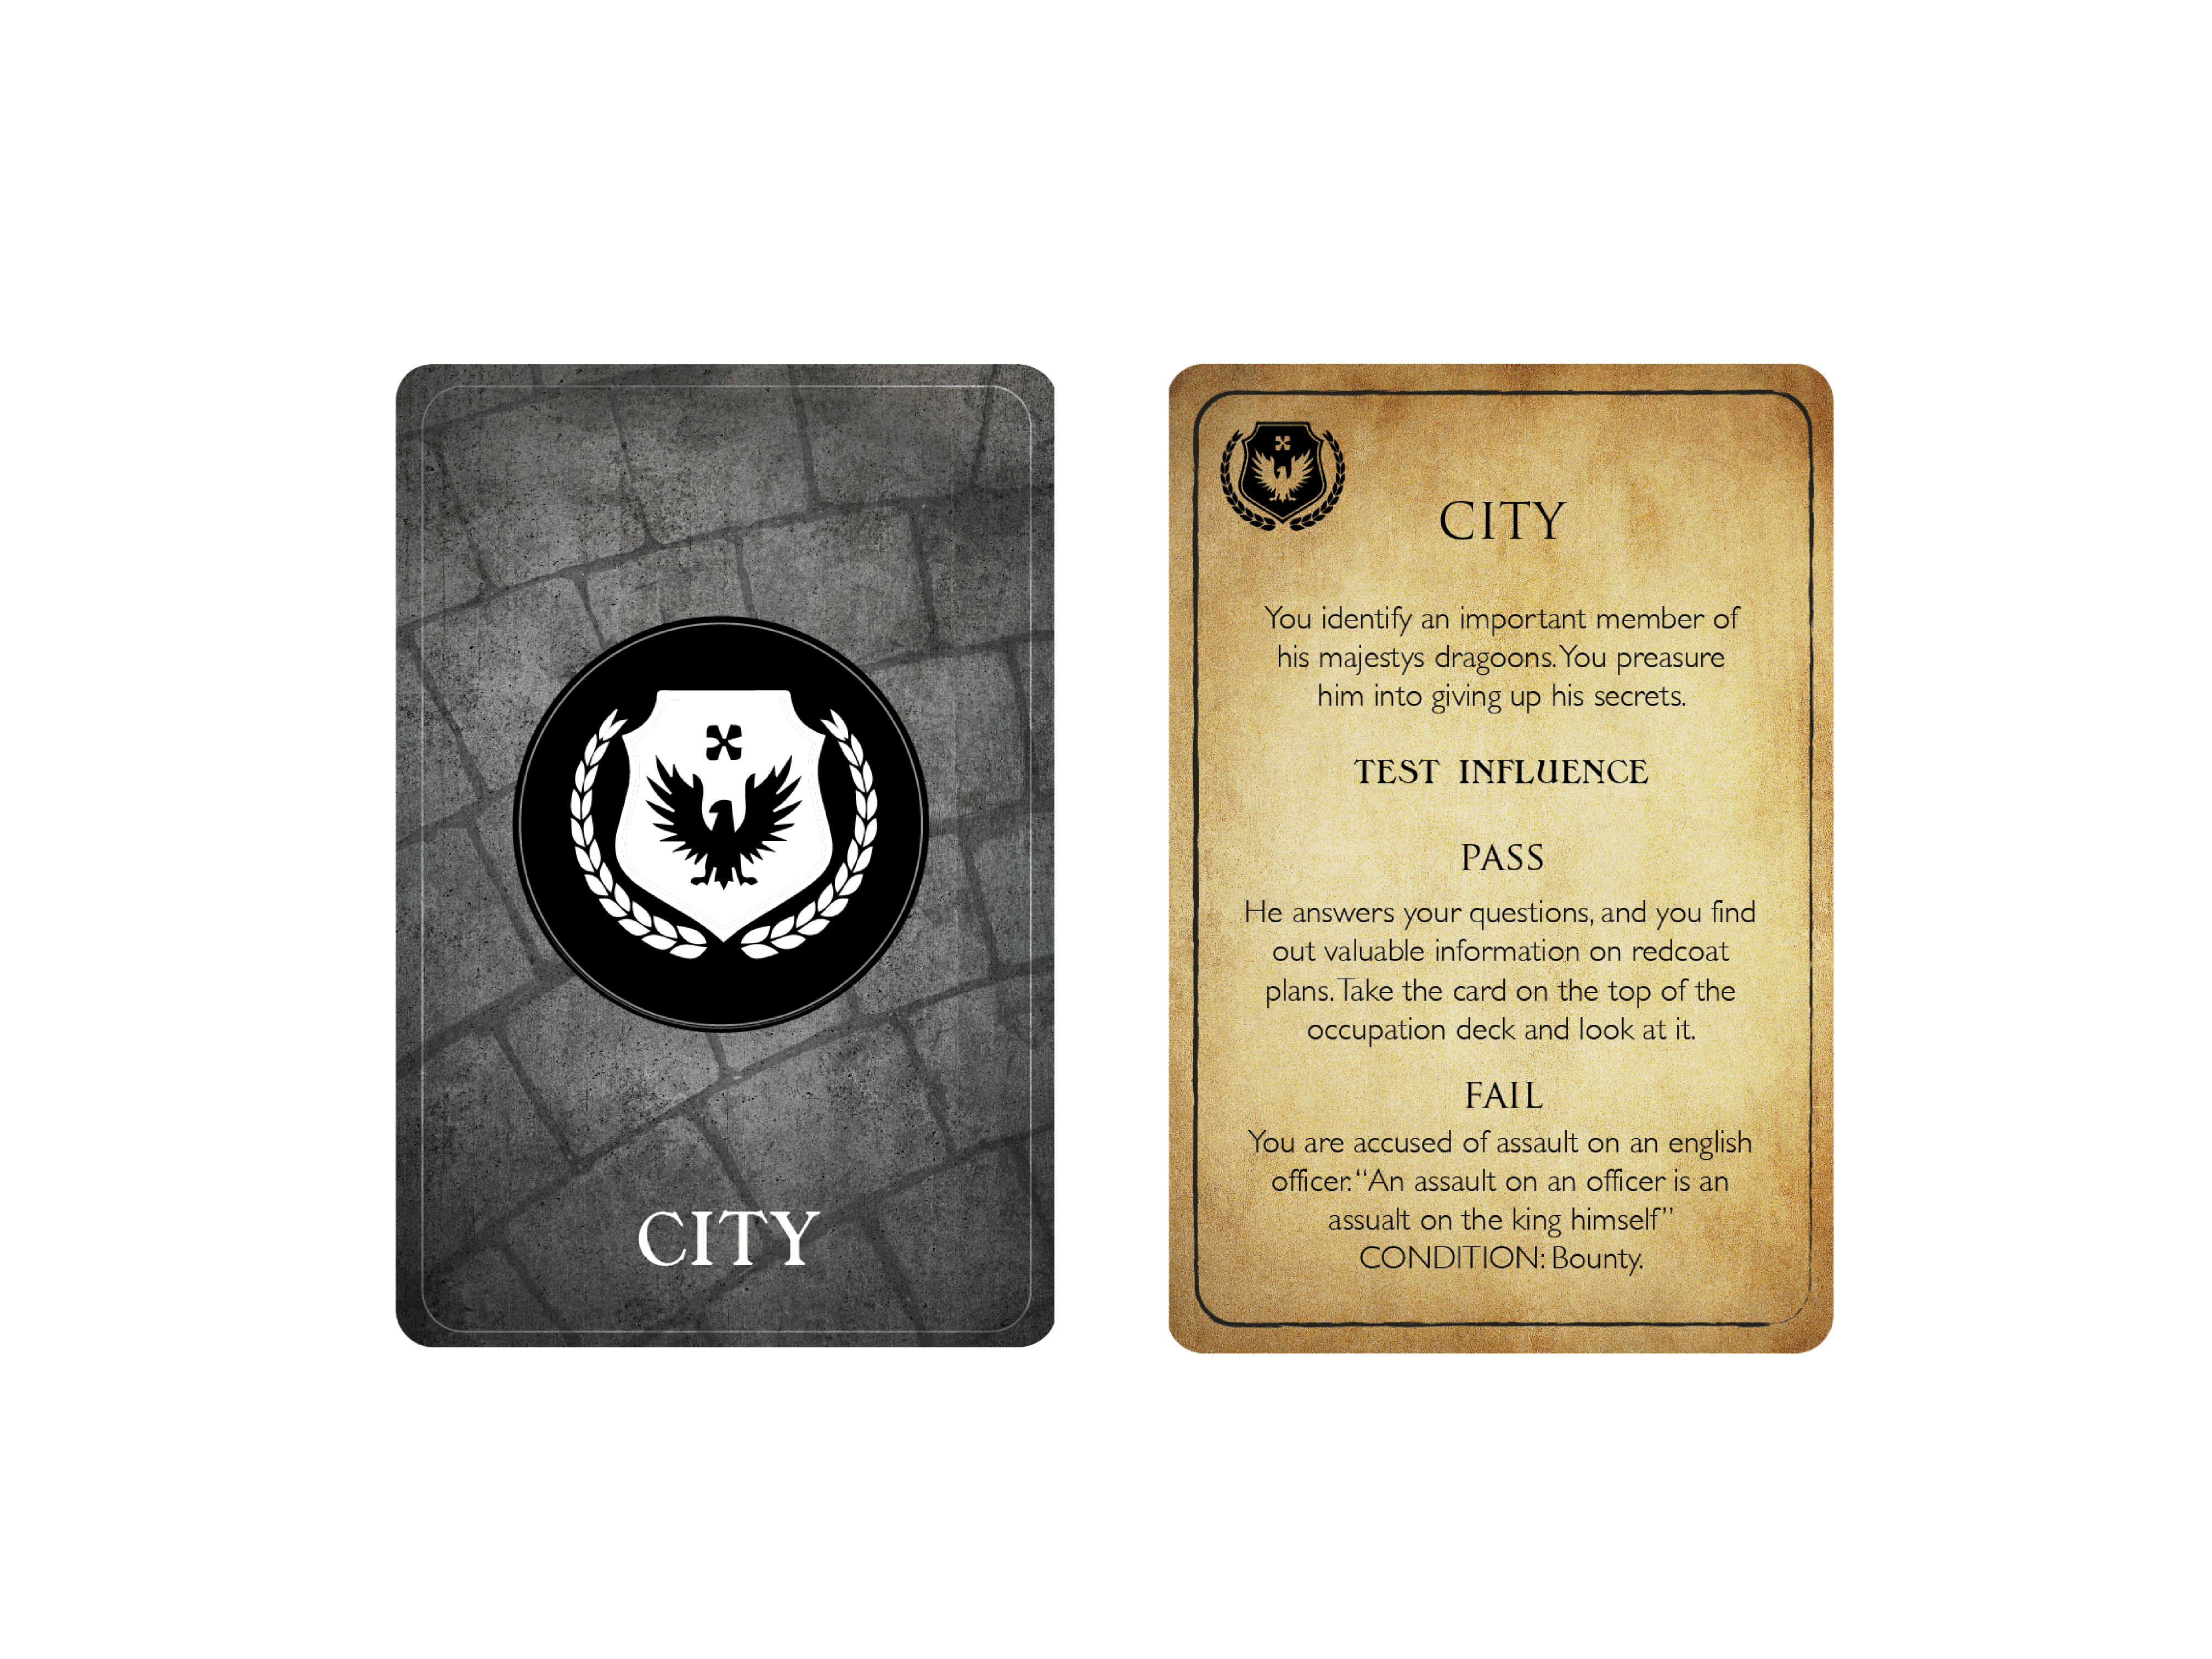 CITY
CITY
You identify an important member of
his majestys dragoons. You preasure
him into giving up his secrets.
TEST INFLUENCE
PASS
He answers your questions, and you find
out valuable information on redcoat
plans. Take the card on the top of the
occupation deck and look at it.
FAIL
You are accused of assault on an english
officer. “An assault on an officer is an
assualt on the king himself”
CONDITION: Bounty.